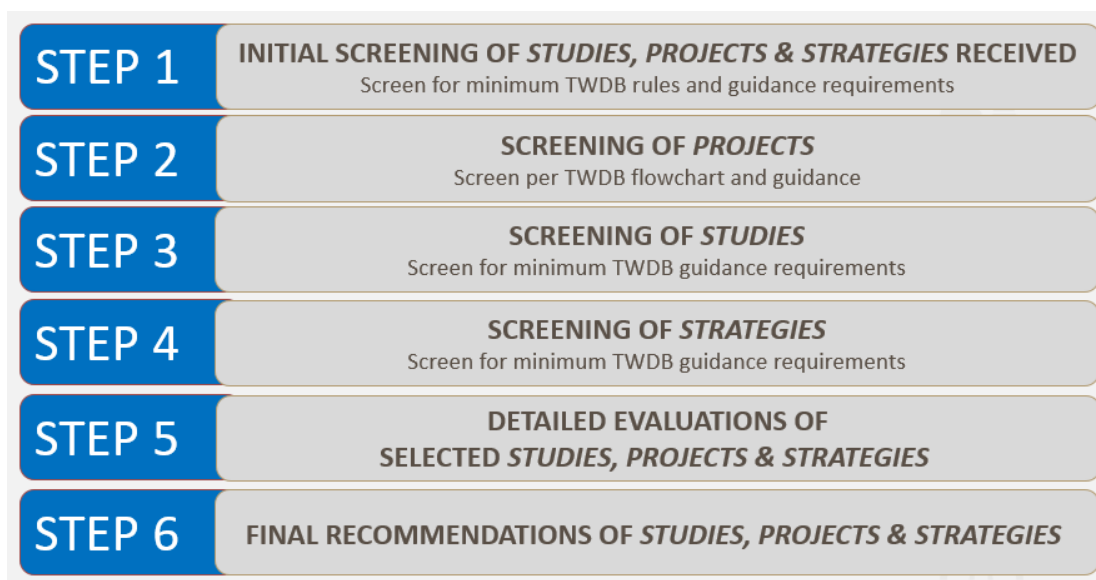 STEP 1
INITIAL SCREENING OF STUDIES, PROJECTS & STRATEGIES RECEIVED
Screen for minimum TWDB rules and guidance requirements
STEP 2
SCREENING OF PROJECTS
Screen per TWDB flowchart and guidance
STEP 3
SCREENING OF STUDIES
Screen for minimum TWDB guidance requirements
STEP 4
SCREENING OF STRATEGIES
Screen for minimum TWDB guidance requirements
STEP 5
DETAILED EVALUATIONS OF
SELECTED STUDIES, PROJECTS & STRATEGIES
STEP 6
FINAL RECOMMENDATIONS OF STUDIES, PROJECTS & STRATEGIES